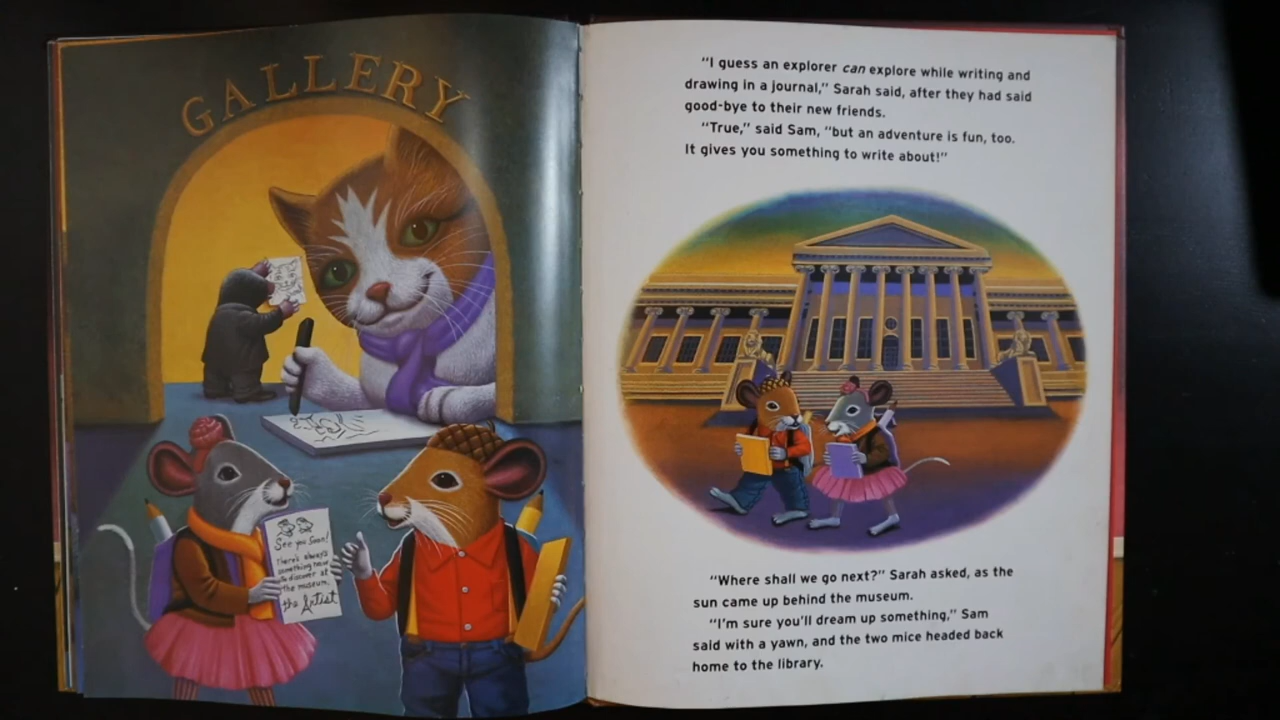 GALLERY
See you soon!
There's always
something new
to discover at
the museum.
the Artist
"I guess an explorer can explore while writing and
drawing in a journal," Sarah said, after they had said
good-bye to their new friends.
"True," said Sam, "but an adventure is fun, too.
It gives you something to write about!"
"Where shall we go next?" Sarah asked, as the
sun came up behind the museum.
"I'm sure you'll dream up something," Sam
said with a yawn, and the two mice headed back
home to the library.